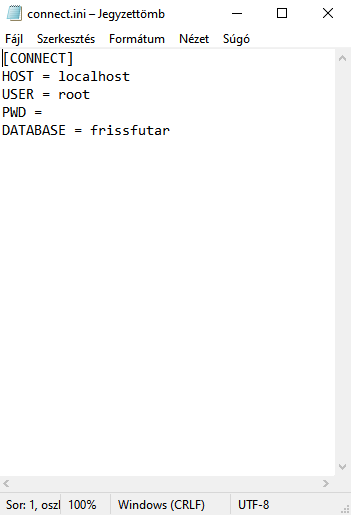 connect.ini – Jegyzettömb
Fájl Szerkesztés Formátum Nézet Súgó
[CONNECT]
HOST = localhost
USER = root
PWD =
DATABASE = frissfutar
Sor: 1, oszl 100% Windows (CRLF) UTF-8